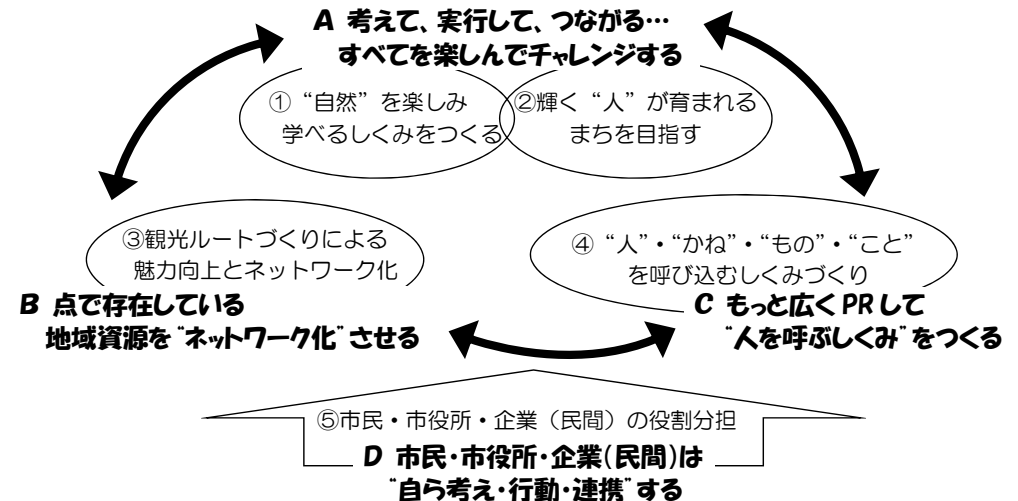 A 考えて、実行して、つながる…
すべてを楽しんでチャレンジする
①“自然”を楽しみ
学べるしくみをつくる
②輝く“人”が育まれる
まちを目指す
③観光ルートづくりによる
魅力向上とネットワーク化
④“人”・“かね”・“もの”・“こと”
を呼び込むしくみづくり
B 点で存在している
地域資源を“ネットワーク化”させる
C もっと広くPRして
“人を呼ぶしくみ”をつくる
⑤市民・市役所・企業（民間）の役割分担
D 市民・市役所・企業(民間)は
“自ら考え・行動・連携”する